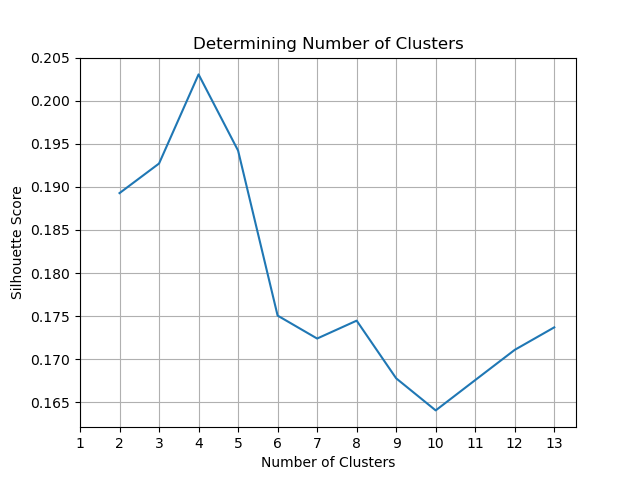 Determining Number of Clusters
Silhouette Score
0.205
0.200
0.195
0.190
0.185
0.180
0.175
0.170
0.165
1 2 3 4 5 6 7 8 9 10 11 12 13
Number of Clusters